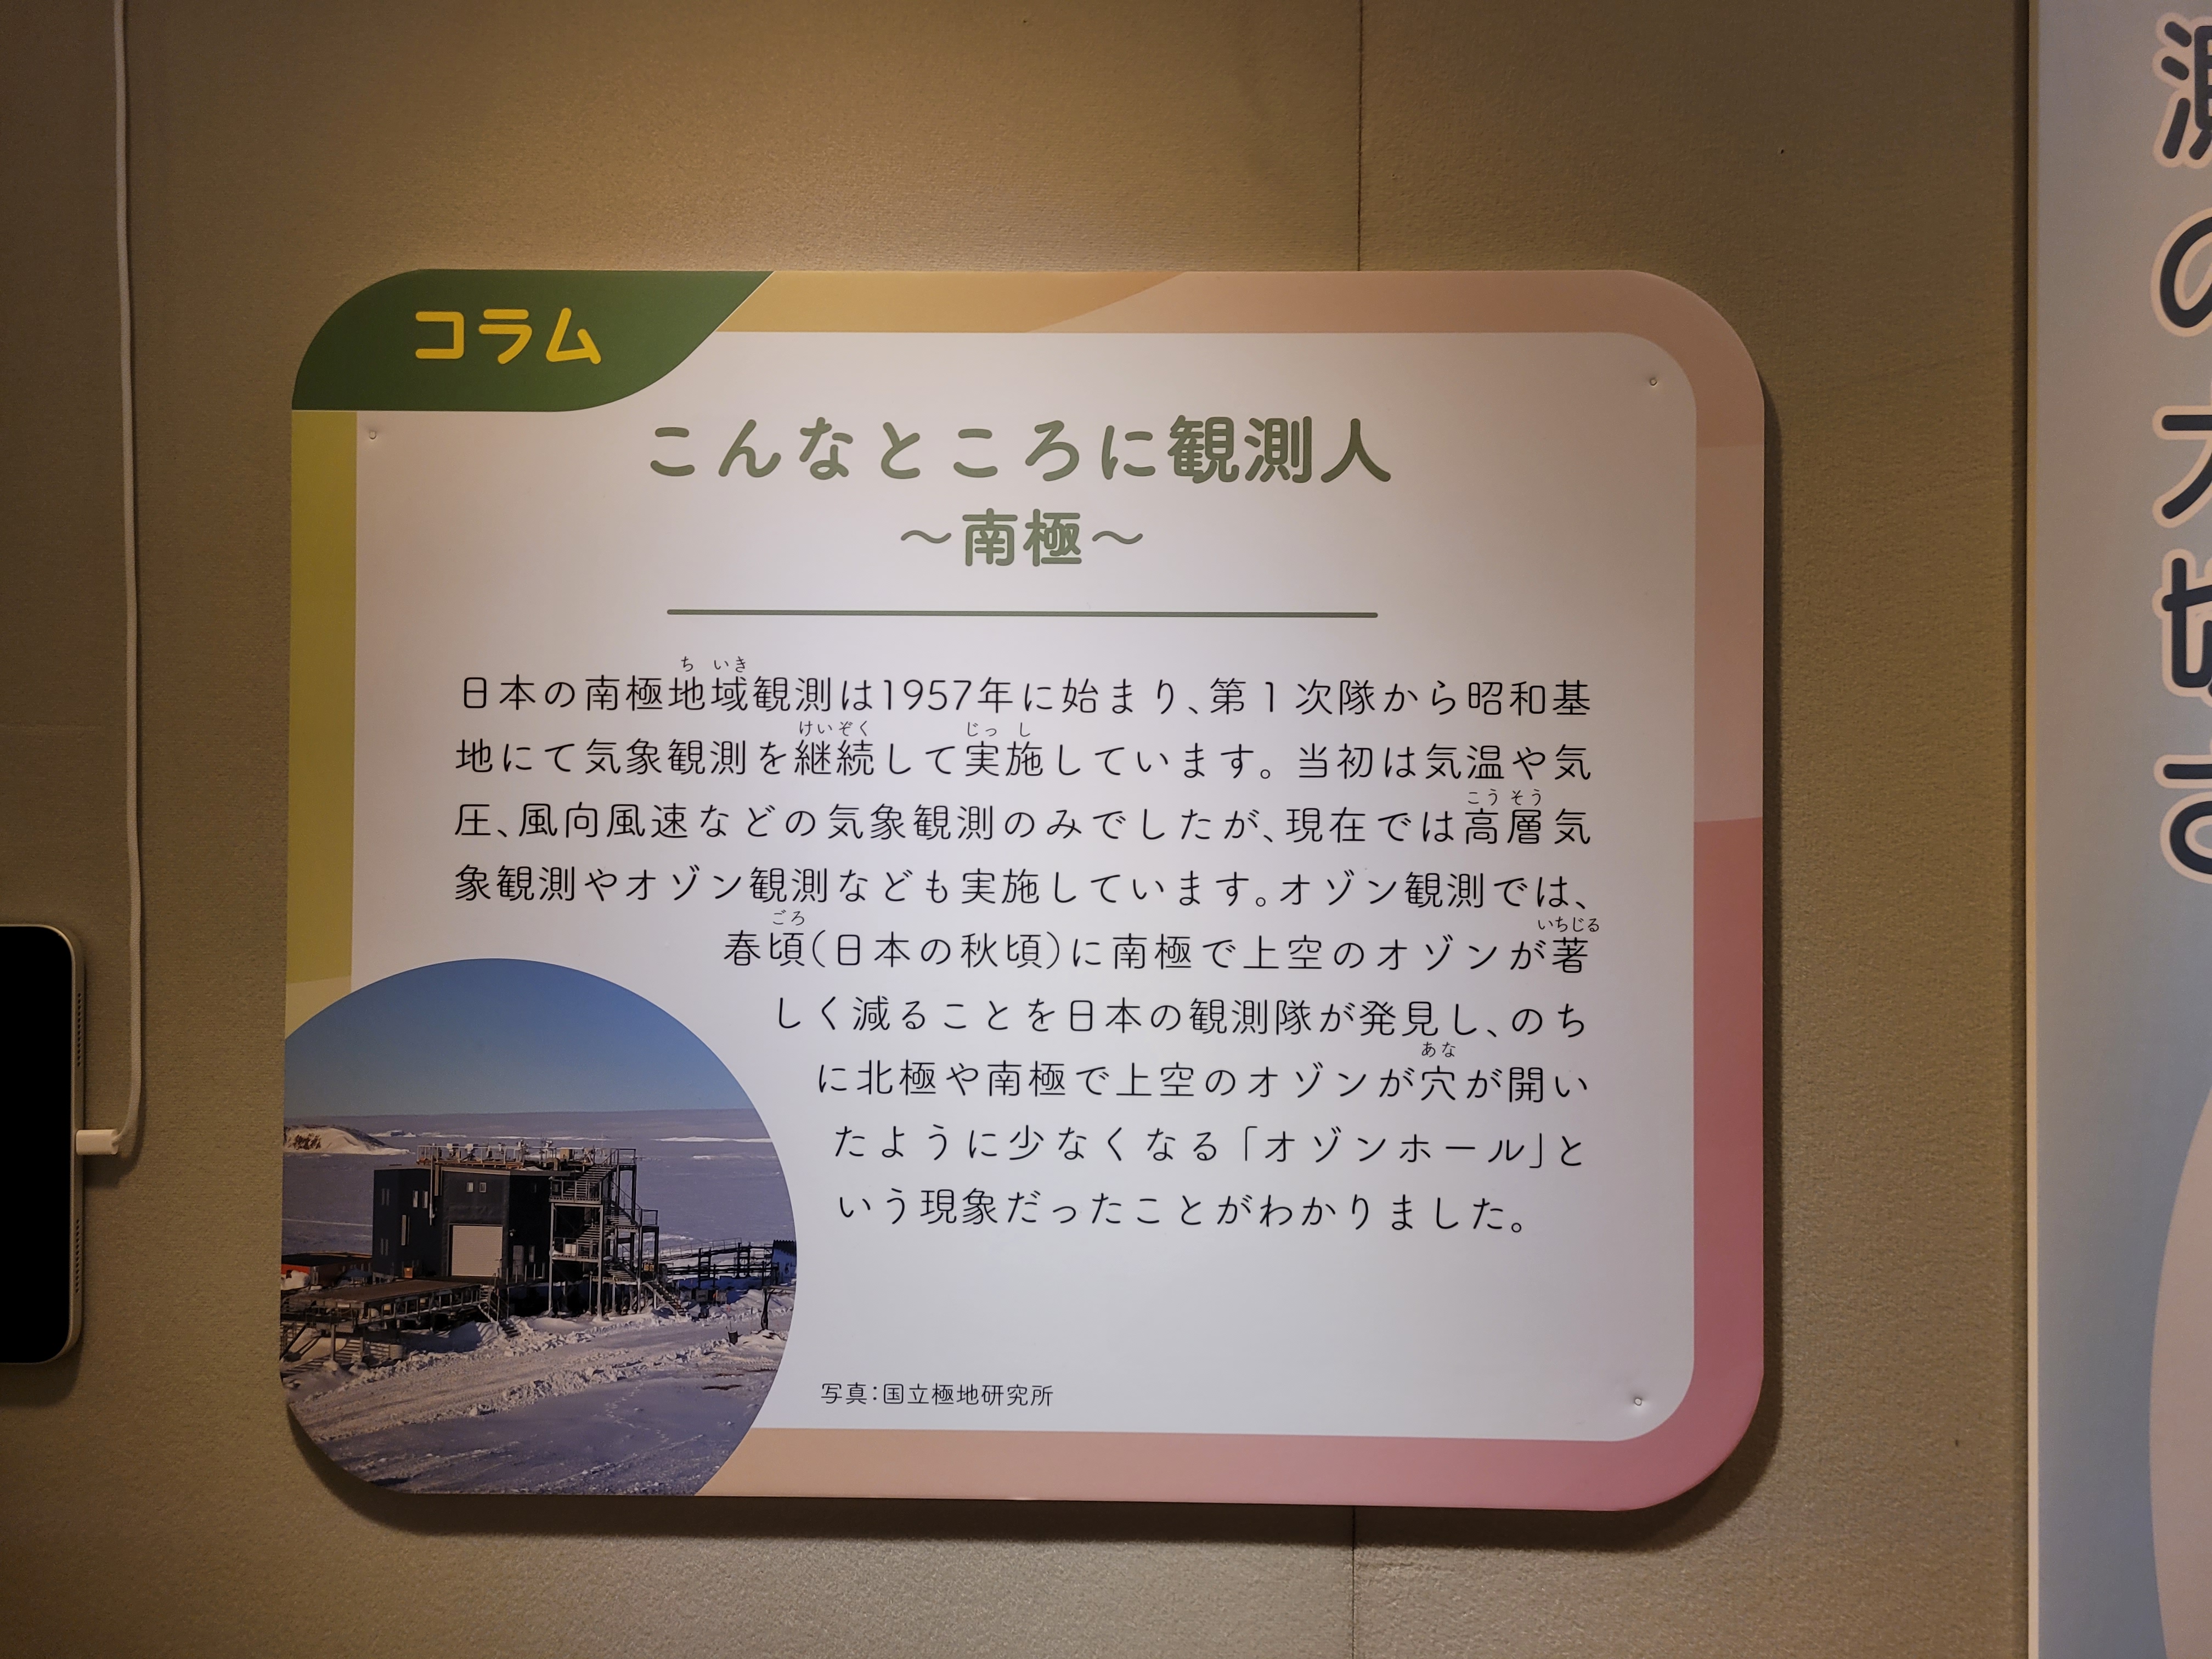 コラム
こんなところに観測人
～南極～
日本の南極地域観測は1957年に始まり、第1次隊から昭和基
地にて気象観測を継続して実施しています。当初は気温や気
圧、風向風速などの気象観測のみでしたが、現在では高層気
象観測やオゾン観測なども実施しています。オゾン観測では、
春頃(日本の秋頃)に南極で上空のオゾンが著
しく減ることを日本の観測隊が発見し、のち
に北極や南極で上空のオゾンが穴が開い
たように少なくなる「オゾンホール」と
いう現象だったことがわかりました。
写真:国立極地研究所